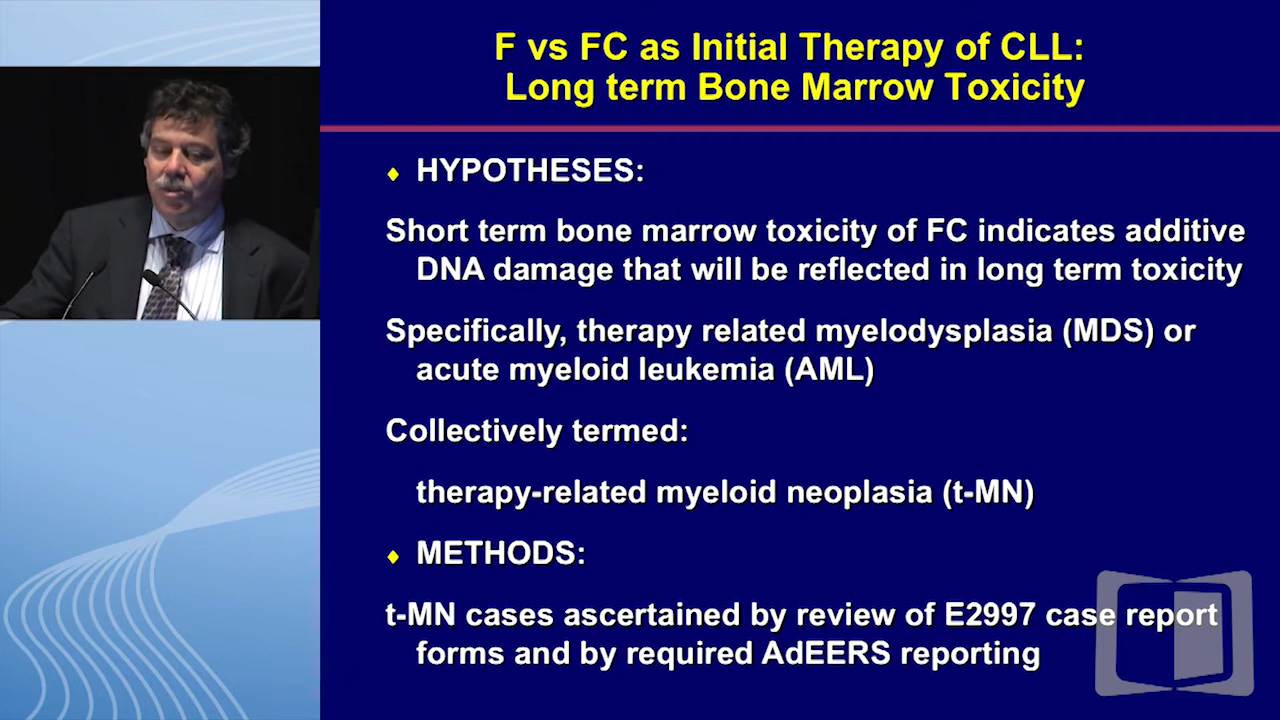 F vs FC as Initial Therapy of CLL:
Long term Bone Marrow Toxicity
♦ HYPOTHESES:
Short term bone marrow toxicity of FC indicates additive
DNA damage that will be reflected in long term toxicity
Specifically, therapy related myelodysplasia (MDS) or
acute myeloid leukemia (AML)
Collectively termed:
therapy-related myeloid neoplasia (t-MN)
♦ METHODS:
t-MN cases ascertained by review of E2997 case report
forms and by required AdEERS reporting